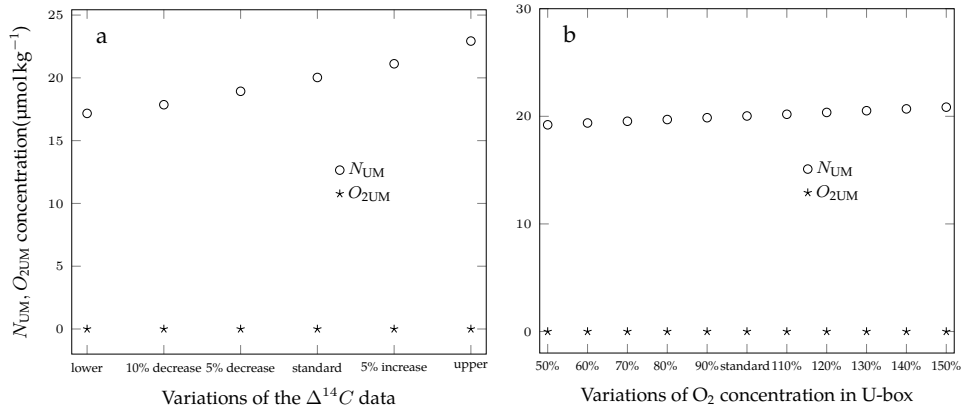 N_UM, O_2UM concentration(µmol kg⁻¹)
a
25
20
15
10
5
0
N_UM
O_2UM
lower 10% decrease 5% decrease standard 5% increase upper
Variations of the Δ¹⁴C data
b
30
20
10
0
N_UM
O_2UM
50% 60% 70% 80% 90% standard 110% 120% 130% 140% 150%
Variations of O₂ concentration in U-box